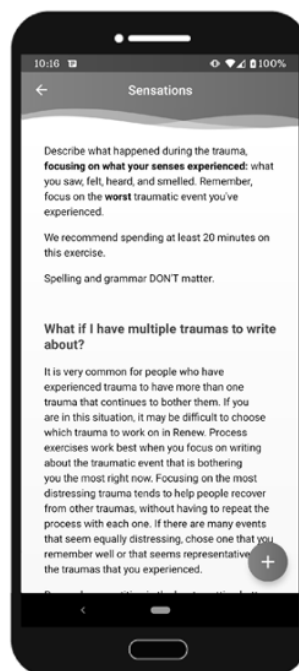 10:16
100%
Sensations
Describe what happened during the trauma,
focusing on what your senses experienced: what
you saw, felt, heard, and smelled. Remember,
focus on the worst traumatic event you've
experienced.
We recommend spending at least 20 minutes on
this exercise.
Spelling and grammar DON'T matter.
What if I have multiple traumas to write
about?
It is very common for people who have
experienced trauma to have more than one
trauma that continues to bother them. If you
are in this situation, it may be difficult to choose
which trauma to work on in Renew. Process
exercises work best when you focus on writing
about the traumatic event that is bothering
you the most right now. Focusing on the most
distressing trauma tends to help people recover
from other traumas, without having to repeat the
process with each one. If there are many events
that seem equally distressing, chose one that you
remember well or that seems representative
the traumas that you experienced.